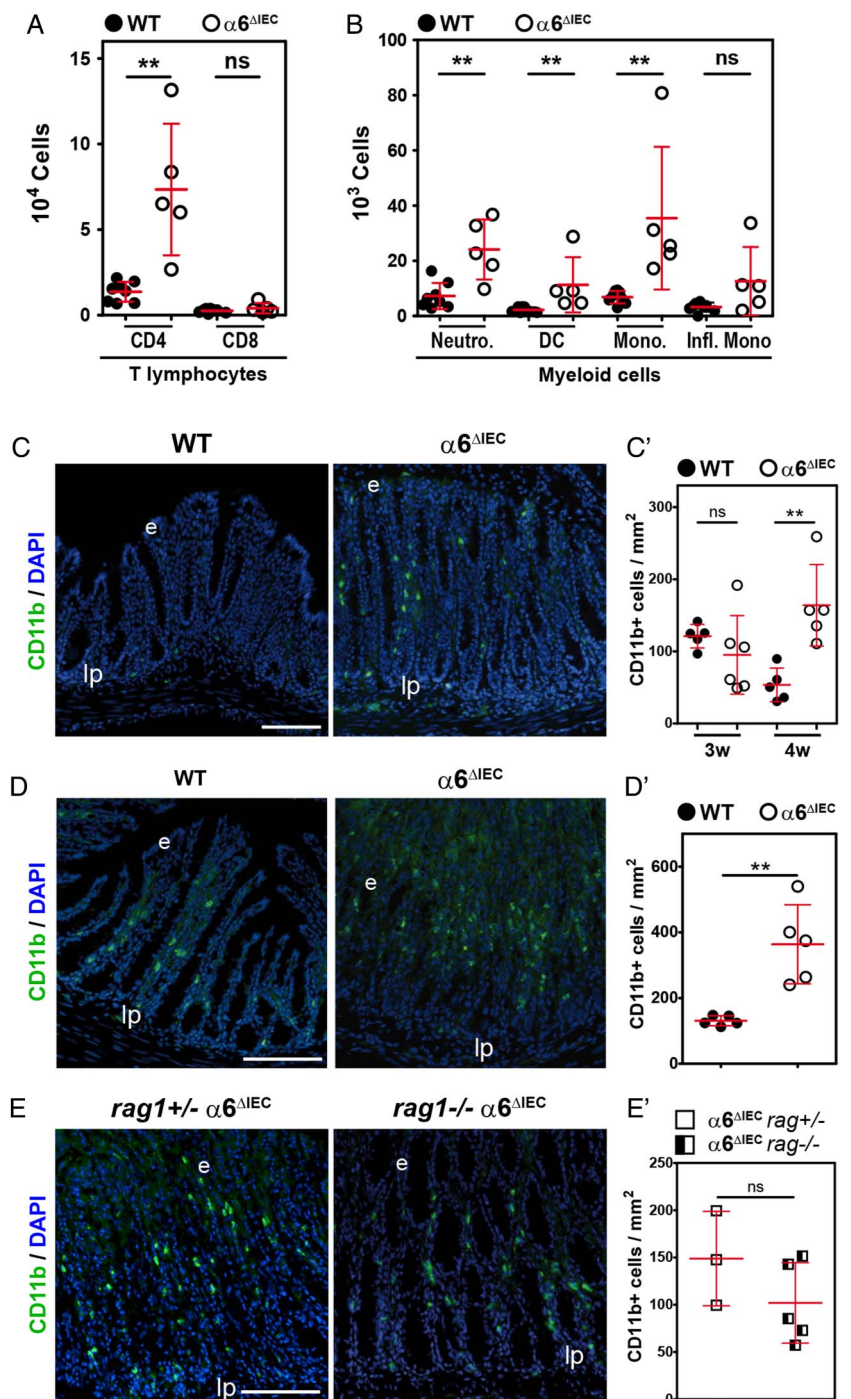 A
WT α6ΔIEC
15
10
5
0
10⁴ Cells
** ns
CD4 CD8
T lymphocytes
B
WT α6ΔIEC
100
80
60
40
20
0
10³ Cells
** ** ** ns
Neutro. DC Mono. Infl. Mono
Myeloid cells
C
WT α6ΔIEC
CD11b / DAPI
e
lp
e
lp
C'
WT α6ΔIEC
300
200
100
0
CD11b+ cells / mm²
ns **
3w 4w
D
WT α6ΔIEC
CD11b / DAPI
e
lp
e
lp
D'
WT α6ΔIEC
600
400
200
0
CD11b+ cells / mm²
**
E
rag1+/- α6ΔIEC rag1-/- α6ΔIEC
CD11b / DAPI
e
lp
e
lp
E'
α6ΔIEC rag+/-
α6ΔIEC rag-/-
250
200
150
100
50
0
CD11b+ cells / mm²
ns